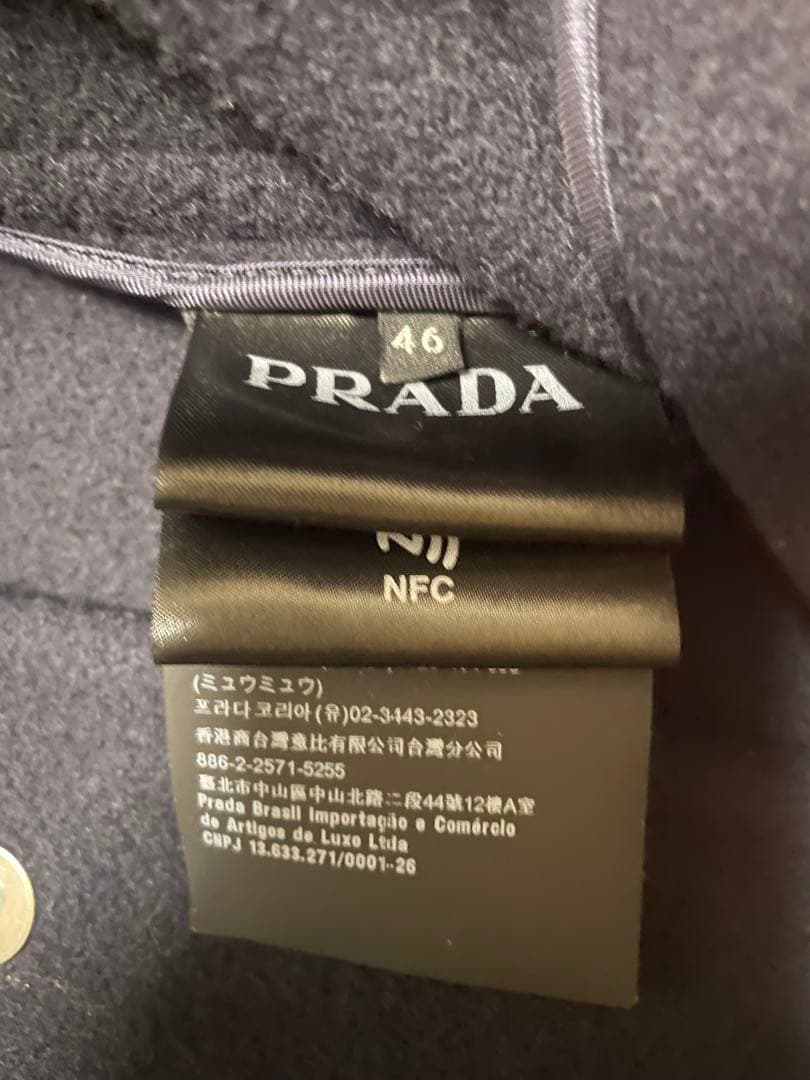 46
PRADA
NFC
(ミュウミュウ)
프라다코리아(유)02-3443-2323
香港商台灣意比有限公司台灣分公司
886-2-2571-5255
臺北市中山區中山北路二段44號12樓A室
Prada Brasil Importação e Comércio
de Artigos de Luxo Ltda
CNPJ 13.633.271/0001-26